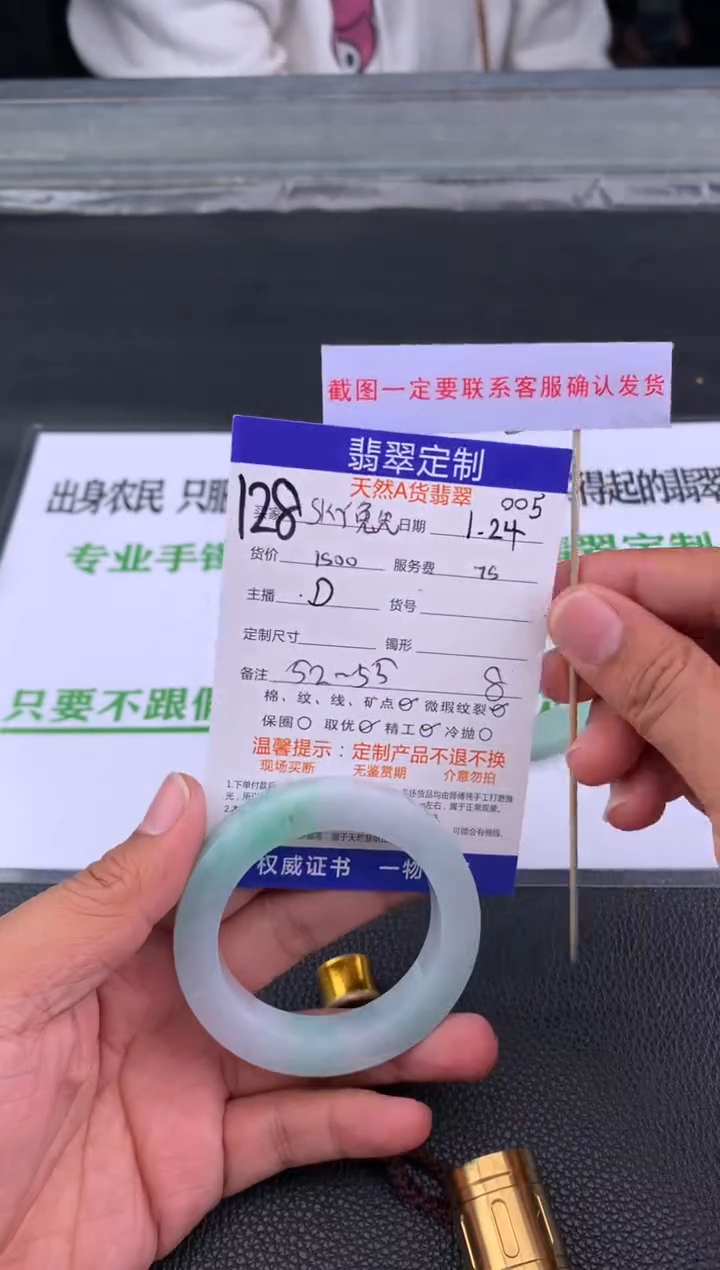 截图一定要联系客服确认发货
翡翠定制
天然A货翡翠
005
128
日期 1.24
货价 1500 服务费 75
主播 D 货号
定制尺寸 镯形
备注 52~55 8
棉、纹、线、矿点 微瑕纹裂
保圈 取优 精工 冷抛
温馨提示：定制产品不退不换
现场买断 无鉴赏期 介意勿拍
权威证书 一物
出身农民 只服
得起的翡翠
专业手镯
翡翠定制
只要不跟